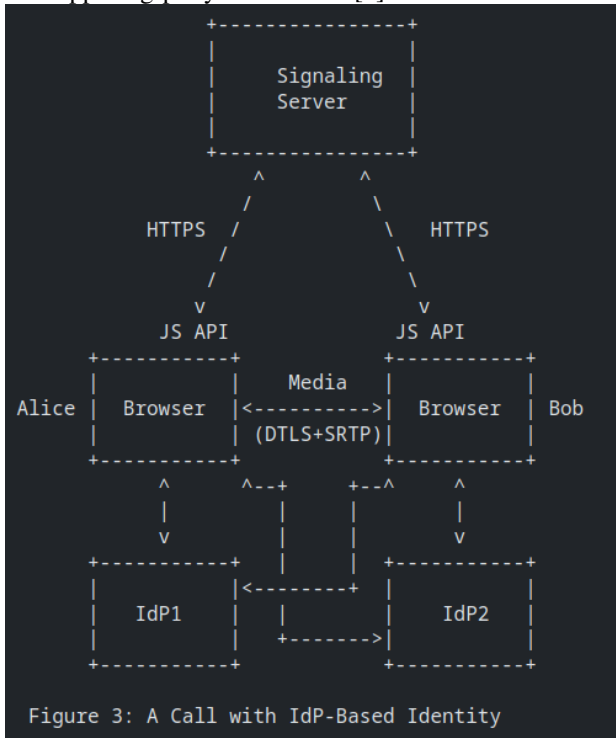 Signaling
Server
HTTPS HTTPS
JS API JS API
Media
Alice Browser Browser Bob
(DTLS+SRTP)
IdP1 IdP2
Figure 3: A Call with IdP-Based Identity